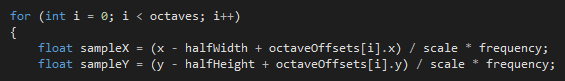 for (int i = 0; i < octaves; i++)
{
    float sampleX = (x - halfWidth + octaveOffsets[i].x) / scale * frequency;
    float sampleY = (y - halfHeight + octaveOffsets[i].y) / scale * frequency;